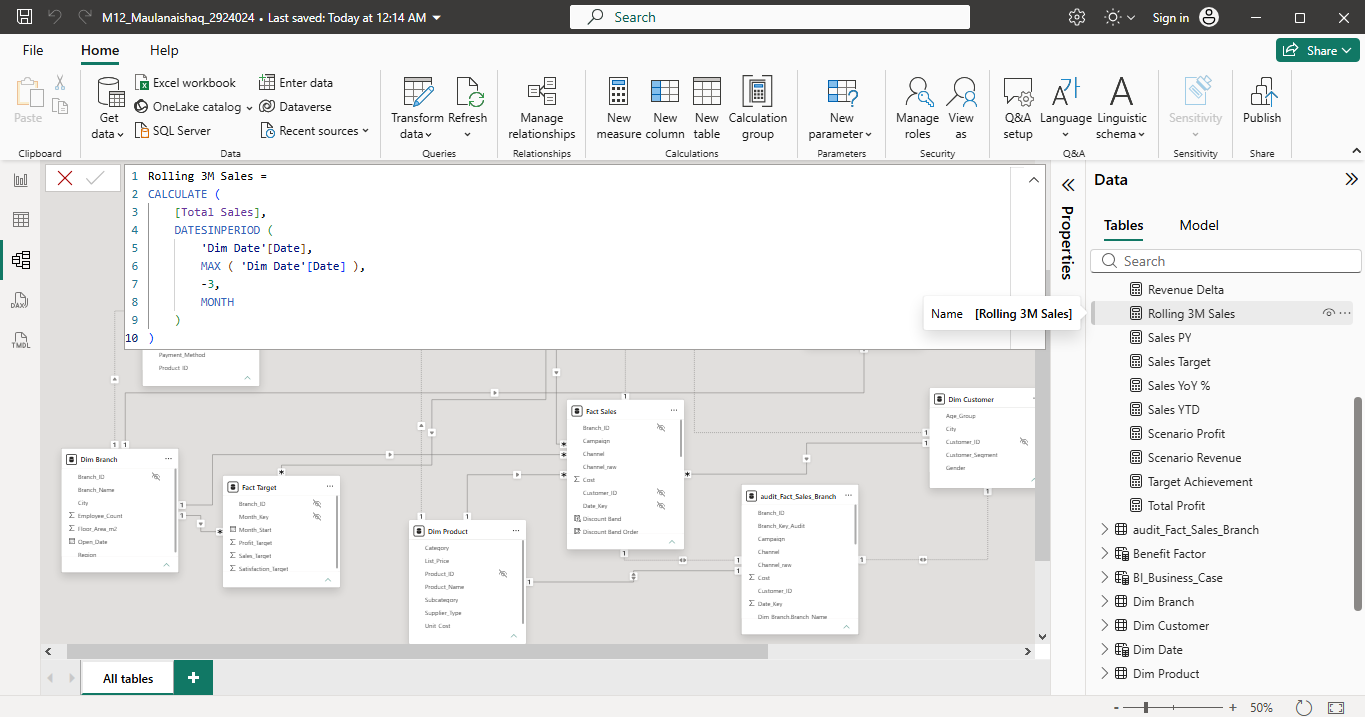 M12_Maulanaishaq_2924024 • Last saved: Today at 12:14 AM
Search
Sign in
File
Home
Help
Share
Paste
Clipboard
Get data
Excel workbook
OneLake catalog
SQL Server
Enter data
Dataverse
Recent sources
Data
Transform data
Refresh
Queries
Manage relationships
Relationships
New measure
New column
New table
Calculation group
Calculations
New parameter
Parameters
Manage roles
View as
Security
Q&A setup
Language
Linguistic schema
Q&A
Sensitivity
Sensitivity
Publish
Share
DAX
TMDL
1 Rolling 3M Sales =
2 CALCULATE (
3 [Total Sales],
4 DATESINPERIOD (
5 'Dim Date'[Date],
6 MAX ( 'Dim Date'[Date] ),
7 -3,
8 MONTH
9 )
10 )
Name [Rolling 3M Sales]
Payment_Method
Product ID
Dim Branch
Branch_ID
Branch_Name
City
Employee_Count
Floor_Area_m2
Open_Date
Region
Fact Target
Branch_ID
Month_Key
Month_Start
Profit_Target
Sales_Target
Satisfaction_Target
Dim Product
Category
List_Price
Product_ID
Product_Name
Subcategory
Supplier_Type
Unit Cost
Fact Sales
Branch_ID
Campaign
Channel
Channel_raw
Cost
Customer_ID
Date_Key
Discount Band
Discount Band Order
audit_Fact_Sales_Branch
Branch_ID
Branch_Key_Audit
Campaign
Channel
Channel_raw
Cost
Customer_ID
Date_Key
Dim Branch.Branch_Name
Dim Customer
Age_Group
City
Customer_ID
Customer_Segment
Gender
Properties
Data
Tables
Model
Search
Revenue Delta
Rolling 3M Sales
Sales PY
Sales Target
Sales YoY %
Sales YTD
Scenario Profit
Scenario Revenue
Target Achievement
Total Profit
audit_Fact_Sales_Branch
Benefit Factor
BI_Business_Case
Dim Branch
Dim Customer
Dim Date
Dim Product
All tables
+
- + 50%